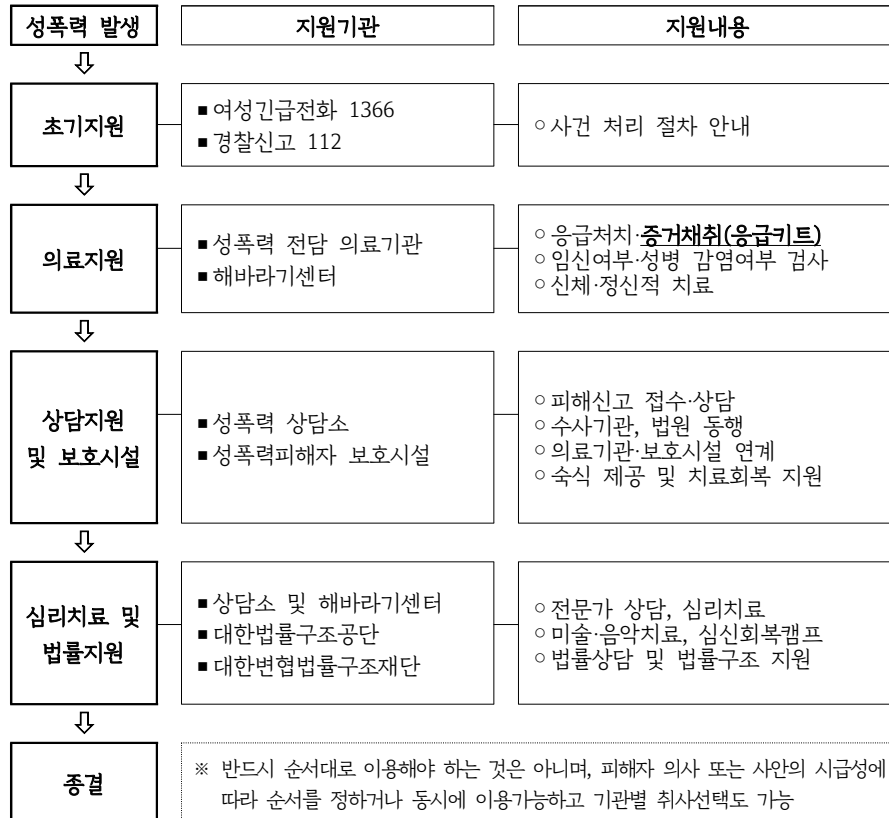 성폭력 발생
지원기관
지원내용
⇩
초기지원
■ 여성긴급전화 1366
■ 경찰신고 112
○ 사건 처리 절차 안내
⇩
의료지원
■ 성폭력 전담 의료기관
■ 해바라기센터
○ 응급처치·증거채취(응급키트)
○ 임신여부·성병 감염여부 검사
○ 신체·정신적 치료
⇩
상담지원
및 보호시설
■ 성폭력 상담소
■ 성폭력피해자 보호시설
○ 피해신고 접수·상담
○ 수사기관, 법원 동행
○ 의료기관·보호시설 연계
○ 숙식 제공 및 치료회복 지원
⇩
심리치료 및
법률지원
■ 상담소 및 해바라기센터
■ 대한법률구조공단
■ 대한변협법률구조재단
○ 전문가 상담, 심리치료
○ 미술·음악치료, 심신회복캠프
○ 법률상담 및 법률구조 지원
⇩
종결
※ 반드시 순서대로 이용해야 하는 것은 아니며, 피해자 의사 또는 사안의 시급성에
따라 순서를 정하거나 동시에 이용가능하고 기관별 취사선택도 가능